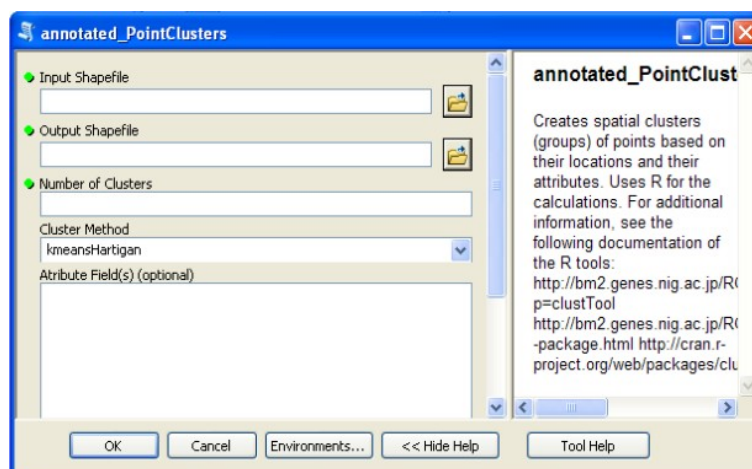 annotated_PointClusters
Input Shapefile
Output Shapefile
Number of Clusters
Cluster Method
kmeansHartigan
Atribute Field(s) (optional)
annotated_PointClust
Creates spatial clusters
(groups) of points based on
their locations and their
attributes. Uses R for the
calculations. For additional
information, see the
following documentation of
the R tools:
http://bm2.genes.nig.ac.jp/R
p=clustTool
http://bm2.genes.nig.ac.jp/R
-package.html http://cran.r-
project.org/web/packages/clu
OK
Cancel
Environments...
<< Hide Help
Tool Help